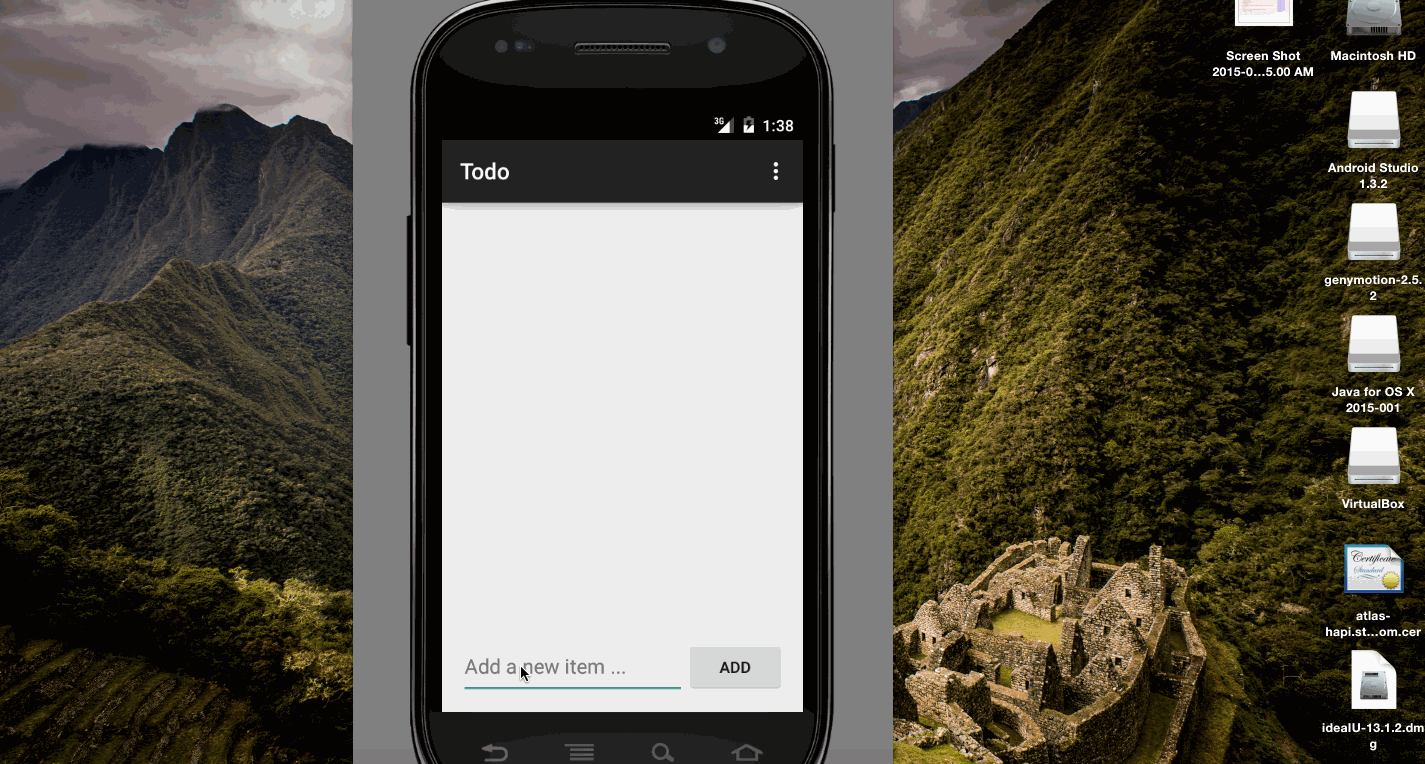 3G
1:38
Todo
Add a new item ...
ADD
Screen Shot
2015-0...5.00 AM
Macintosh HD
Android Studio
1.3.2
genymotion-2.5.
2
Java for OS X
2015-001
VirtualBox
Certificate
Standard
atlas-
hapi.st...om.cer
ideaIU-13.1.2.dm
g